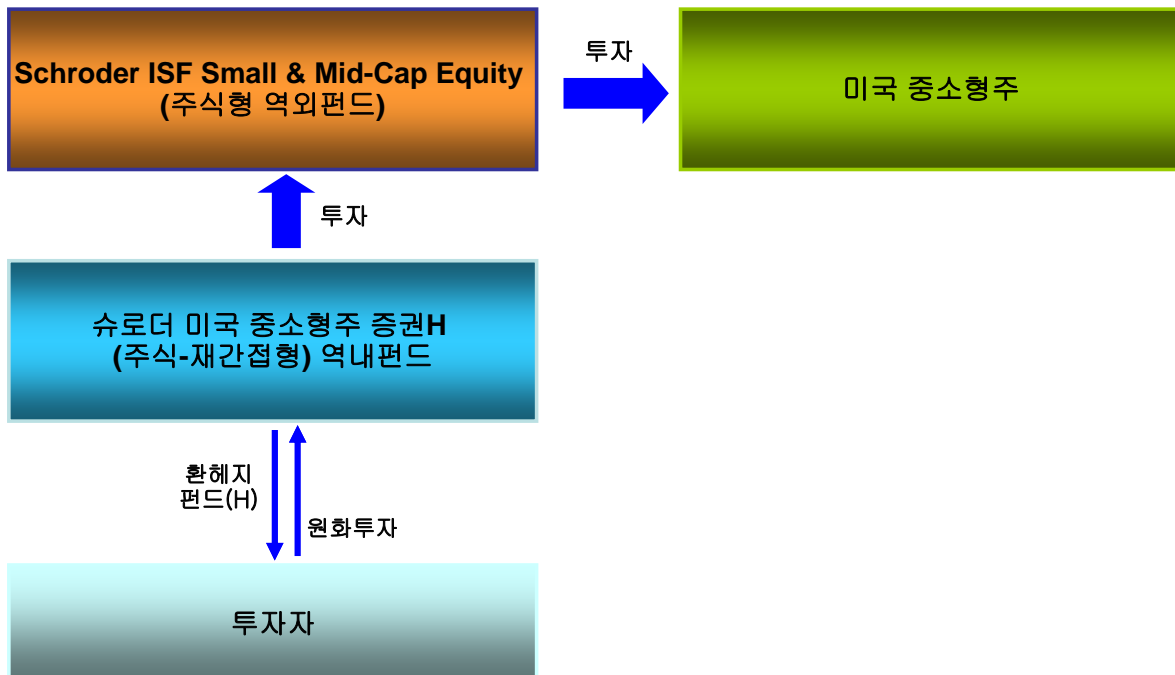 Schroder ISF Small & Mid-Cap Equity
(주식형 역외펀드)
투자
미국 중소형주
투자
슈로더 미국 중소형주 증권H
(주식-재간접형) 역내펀드
환헤지
펀드(H)
원화투자
투자자